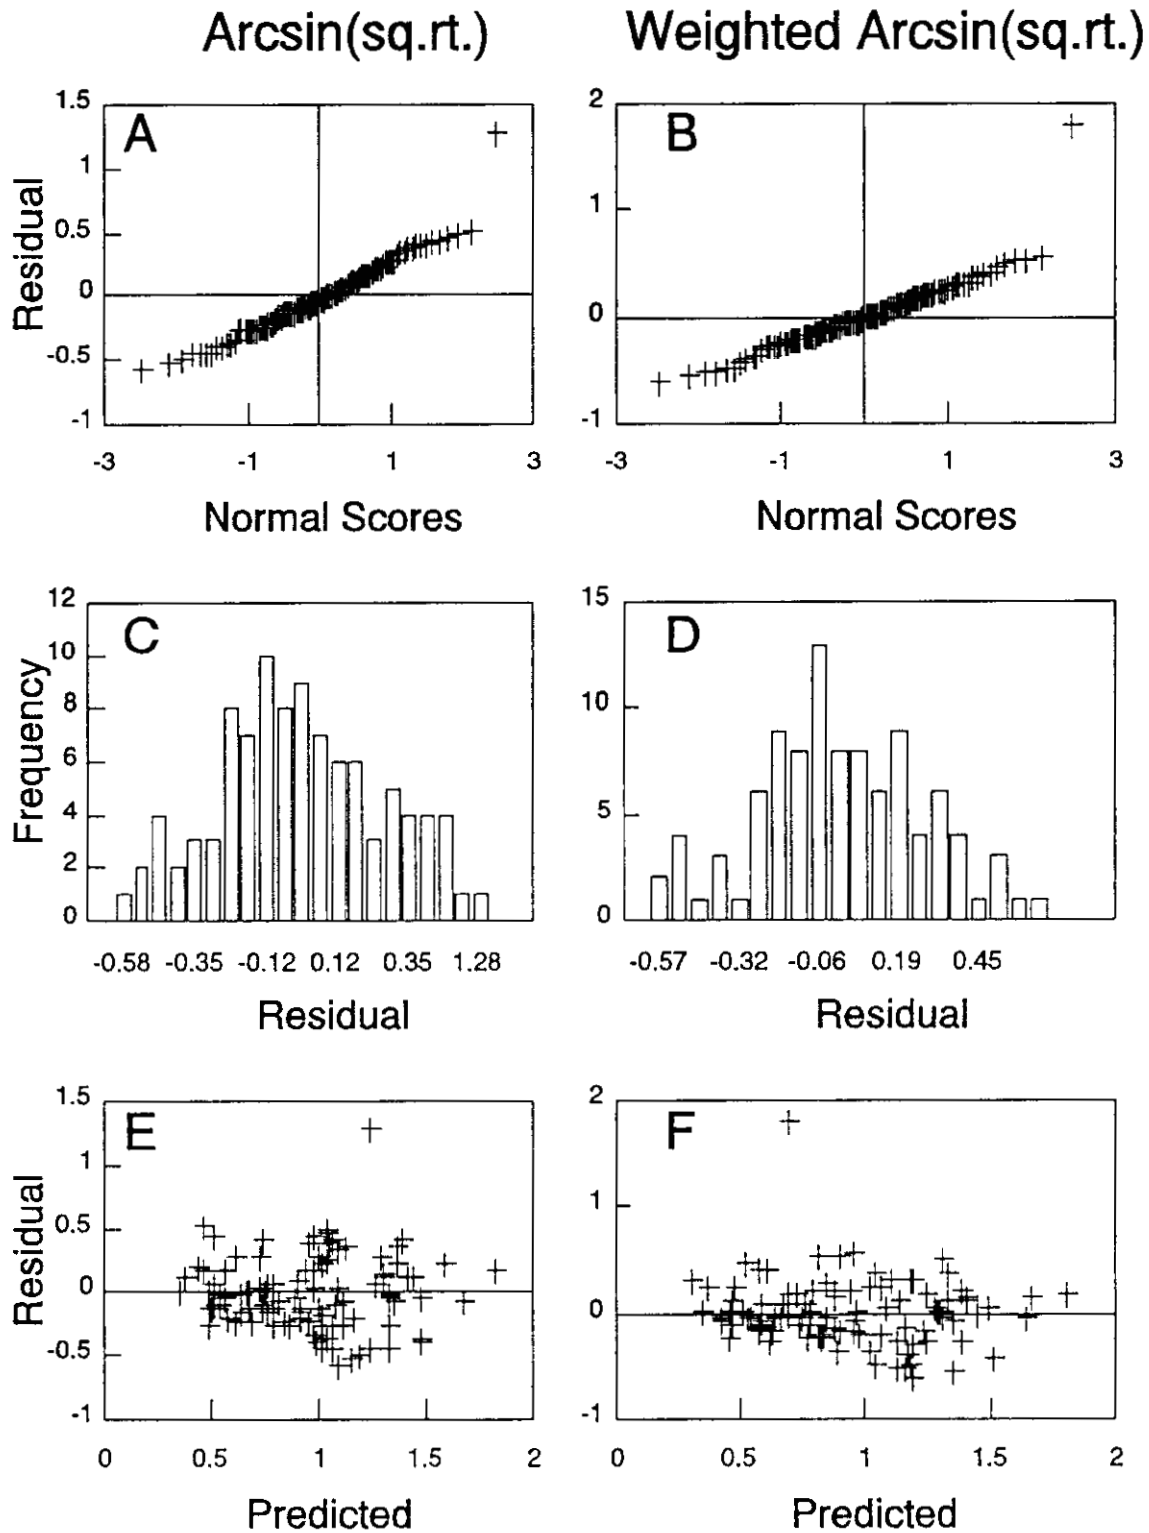 Arcsin(sq.rt.)
Weighted Arcsin(sq.rt.)
A
1.5
1
0.5
0
-0.5
-1
Residual
-3 -1 1 3
Normal Scores
B
2
1
0
-1
-3 -1 1 3
Normal Scores
C
12
10
8
6
4
2
0
Frequency
-0.58 -0.35 -0.12 0.12 0.35 1.28
Residual
D
15
10
5
0
-0.57 -0.32 -0.06 0.19 0.45
Residual
E
1.5
1
0.5
0
-0.5
-1
Residual
0 0.5 1 1.5 2
Predicted
F
2
1
0
-1
0 0.5 1 1.5 2
Predicted